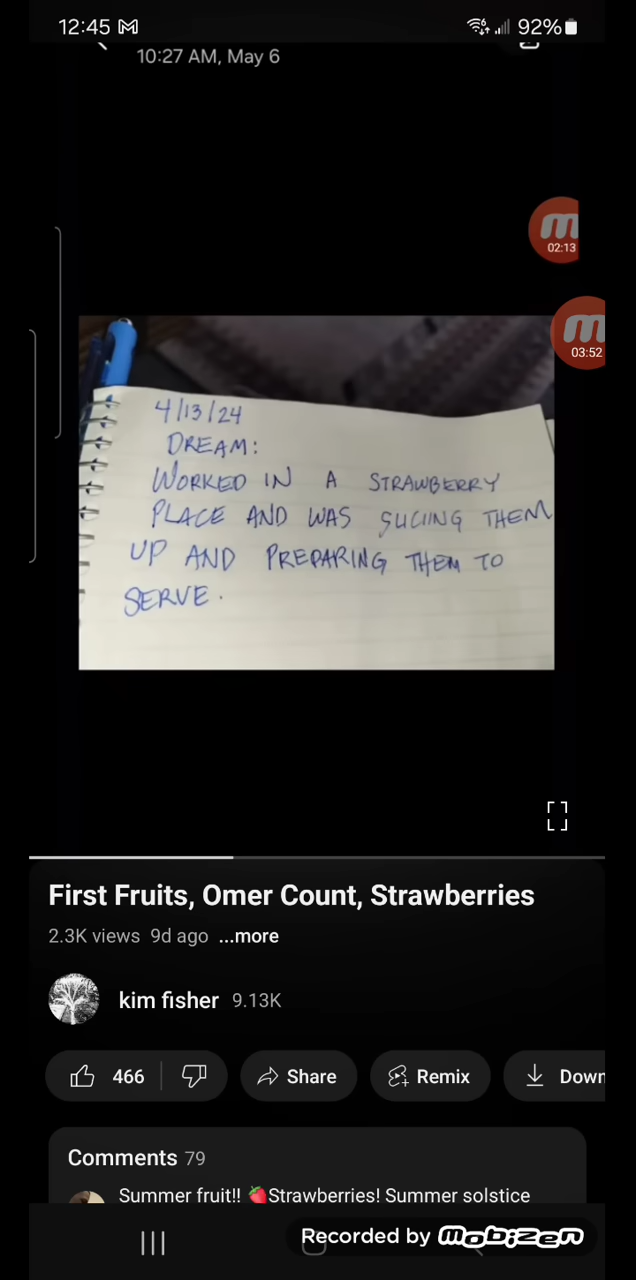 12:45
92%
10:27 AM, May 6
m
02:13
m
03:52
4/13/24
DREAM:
WORKED IN A STRAWBERRY
PLACE AND WAS SLICING THEM
UP AND PREPARING THEM TO
SERVE.
First Fruits, Omer Count, Strawberries
2.3K views 9d ago ...more
kim fisher 9.13K
466 Share Remix Down
Comments 79
Summer fruit!! 🍓Strawberries! Summer solstice
Recorded by mobizen